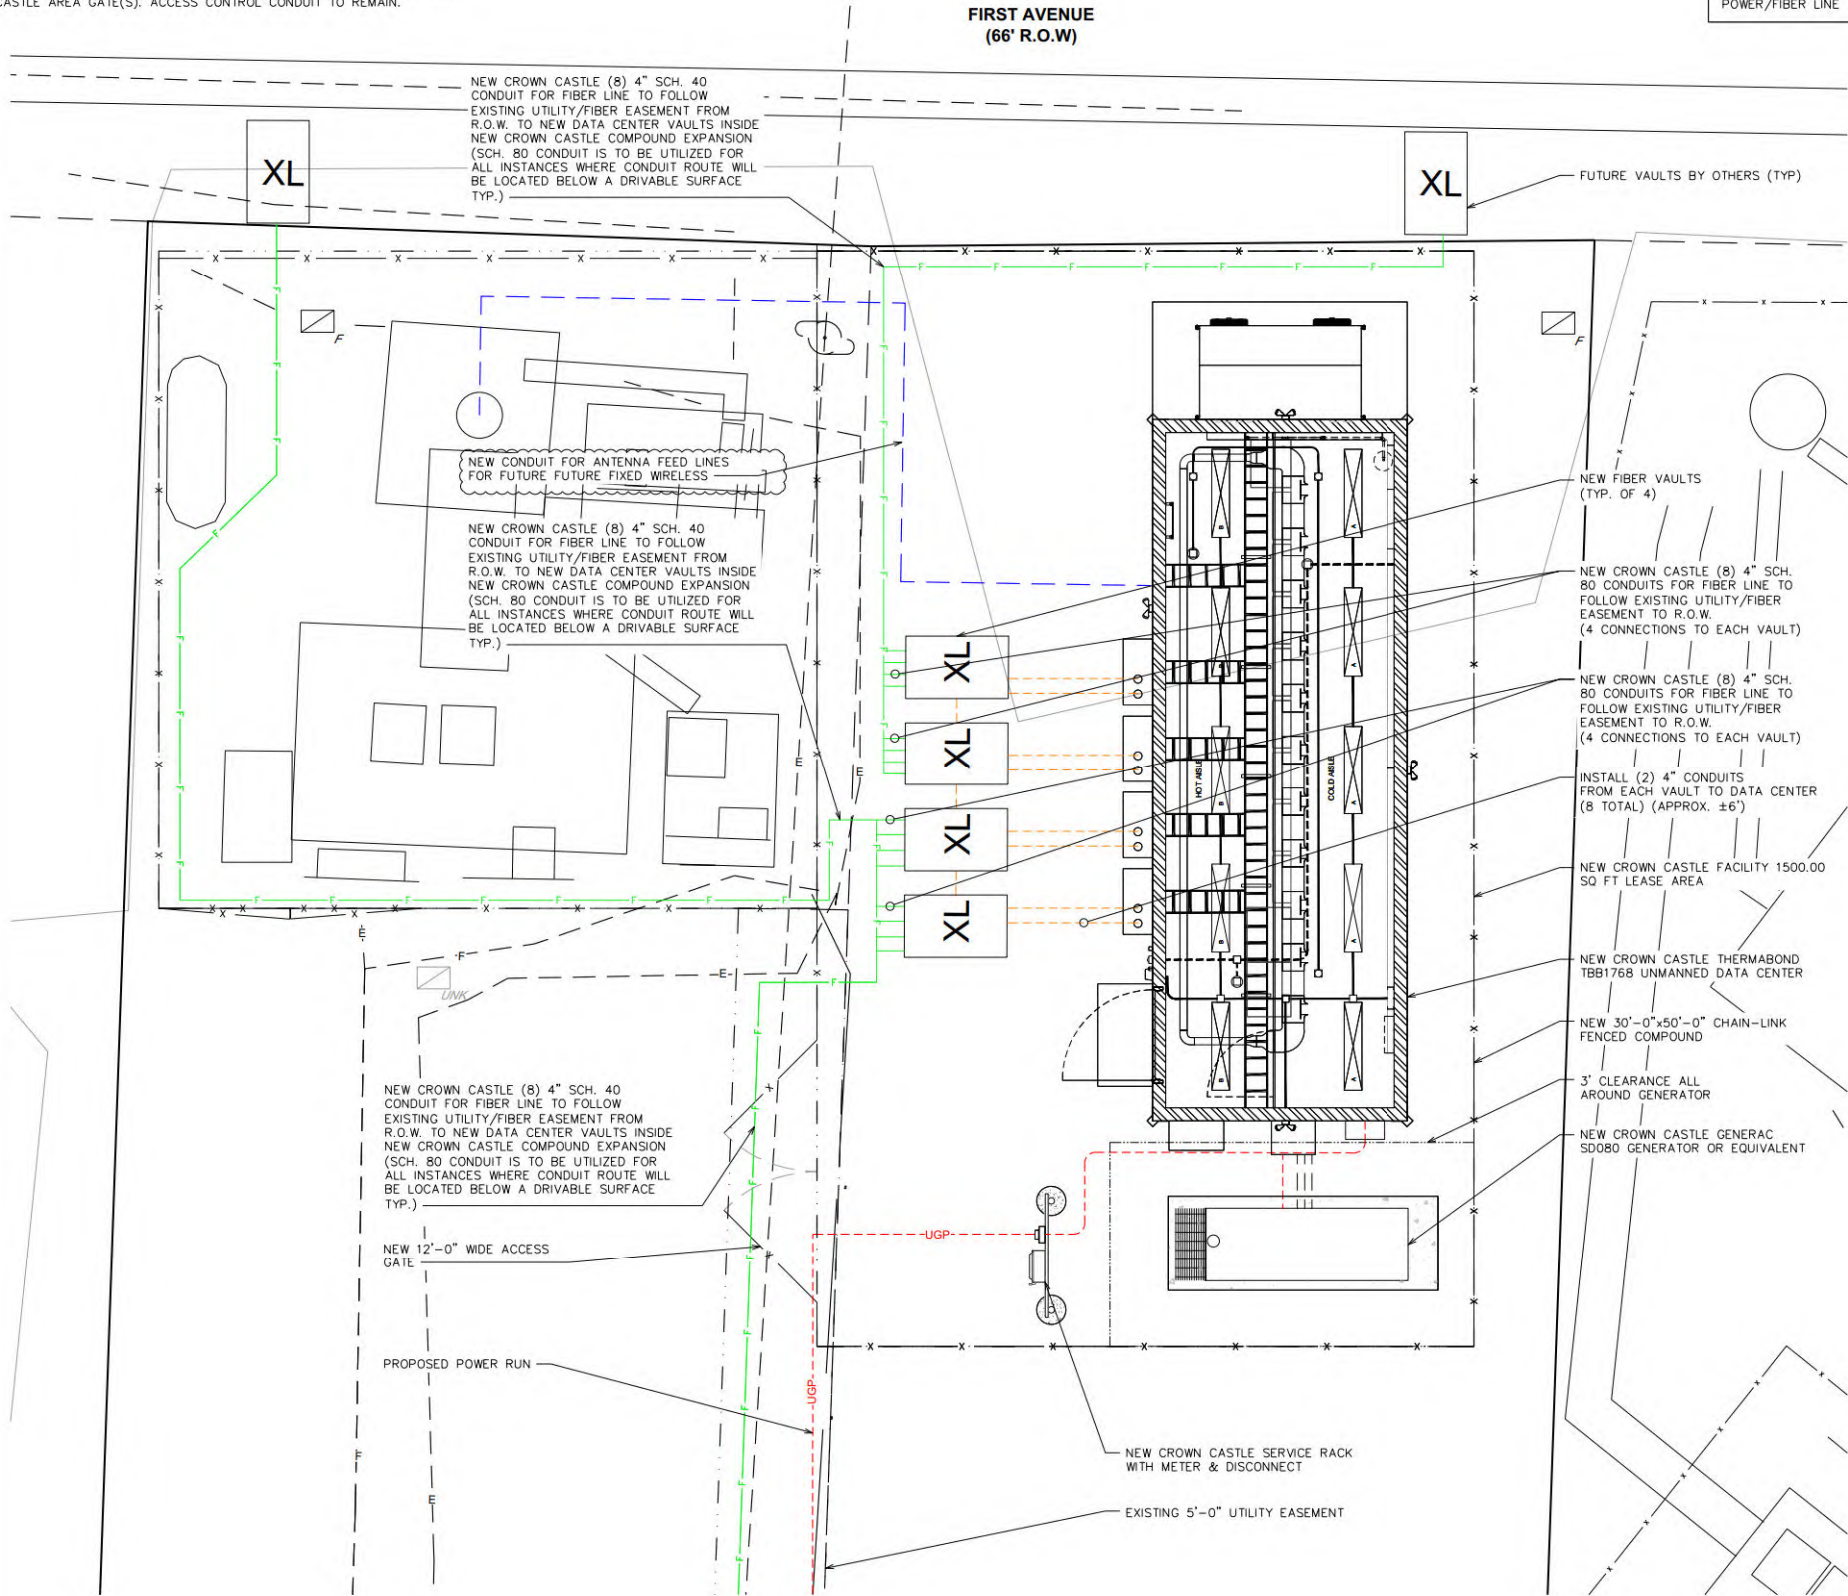 CASTLE AREA GATE(S). ACCESS CONTROL CONDUIT TO REMAIN.
FIRST AVENUE
(66' R.O.W)
POWER/FIBER LINE
NEW CROWN CASTLE (8) 4" SCH. 40
CONDUIT FOR FIBER LINE TO FOLLOW
EXISTING UTILITY/FIBER EASEMENT FROM
R.O.W. TO NEW DATA CENTER VAULTS INSIDE
NEW CROWN CASTLE COMPOUND EXPANSION
(SCH. 80 CONDUIT IS TO BE UTILIZED FOR
ALL INSTANCES WHERE CONDUIT ROUTE WILL
BE LOCATED BELOW A DRIVABLE SURFACE
TYP.)
XL
XL
FUTURE VAULTS BY OTHERS (TYP)
F
F
NEW CONDUIT FOR ANTENNA FEED LINES
FOR FUTURE FUTURE FIXED WIRELESS
NEW CROWN CASTLE (8) 4" SCH. 40
CONDUIT FOR FIBER LINE TO FOLLOW
EXISTING UTILITY/FIBER EASEMENT FROM
R.O.W. TO NEW DATA CENTER VAULTS INSIDE
NEW CROWN CASTLE COMPOUND EXPANSION
(SCH. 80 CONDUIT IS TO BE UTILIZED FOR
ALL INSTANCES WHERE CONDUIT ROUTE WILL
BE LOCATED BELOW A DRIVABLE SURFACE
TYP.)
XL
XL
XL
XL
HOT AISLE
COLD AISLE
NEW FIBER VAULTS
(TYP. OF 4)
NEW CROWN CASTLE (8) 4" SCH.
80 CONDUITS FOR FIBER LINE TO
FOLLOW EXISTING UTILITY/FIBER
EASEMENT TO R.O.W.
(4 CONNECTIONS TO EACH VAULT)
NEW CROWN CASTLE (8) 4" SCH.
80 CONDUITS FOR FIBER LINE TO
FOLLOW EXISTING UTILITY/FIBER
EASEMENT TO R.O.W.
(4 CONNECTIONS TO EACH VAULT)
INSTALL (2) 4" CONDUITS
FROM EACH VAULT TO DATA CENTER
(8 TOTAL) (APPROX. ±6')
NEW CROWN CASTLE FACILITY 1500.00
SQ FT LEASE AREA
NEW CROWN CASTLE THERMABOND
TBB1768 UNMANNED DATA CENTER
NEW 30'-0"x50'-0" CHAIN-LINK
FENCED COMPOUND
3' CLEARANCE ALL
AROUND GENERATOR
NEW CROWN CASTLE GENERAC
SD080 GENERATOR OR EQUIVALENT
UNK
NEW CROWN CASTLE (8) 4" SCH. 40
CONDUIT FOR FIBER LINE TO FOLLOW
EXISTING UTILITY/FIBER EASEMENT FROM
R.O.W. TO NEW DATA CENTER VAULTS INSIDE
NEW CROWN CASTLE COMPOUND EXPANSION
(SCH. 80 CONDUIT IS TO BE UTILIZED FOR
ALL INSTANCES WHERE CONDUIT ROUTE WILL
BE LOCATED BELOW A DRIVABLE SURFACE
TYP.)
NEW 12'-0" WIDE ACCESS
GATE
UGP
PROPOSED POWER RUN
UGP
NEW CROWN CASTLE SERVICE RACK
WITH METER & DISCONNECT
EXISTING 5'-0" UTILITY EASEMENT